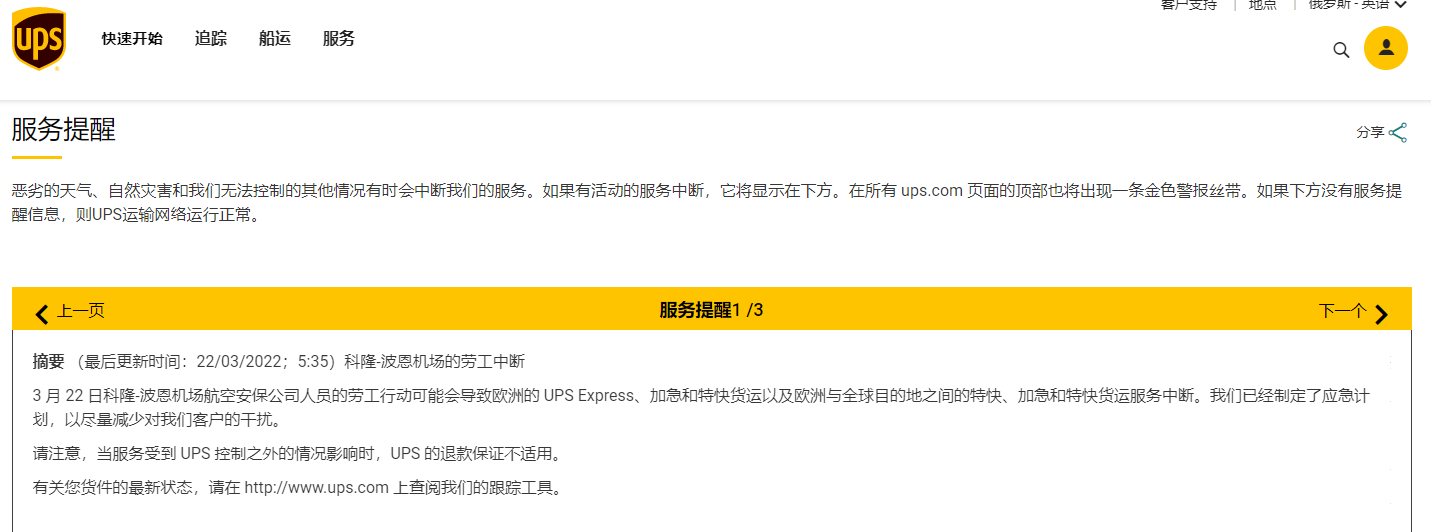 客户支持 | 地点 | 俄罗斯 - 英语
ups
快速开始 追踪 船运 服务
服务提醒
分享
恶劣的天气、自然灾害和我们无法控制的其他情况有时会中断我们的服务。如果有活动的服务中断，它将显示在下方。在所有 ups.com 页面的顶部也将出现一条金色警报丝带。如果下方没有服务提
醒信息，则UPS运输网络运行正常。
上一页 服务提醒1 /3 下一个
摘要 （最后更新时间：22/03/2022；5:35）科隆-波恩机场的劳工中断
3 月 22 日科隆-波恩机场航空安保公司人员的劳工行动可能会导致欧洲的 UPS Express、加急和特快货运以及欧洲与全球目的地之间的特快、加急和特快货运服务中断。我们已经制定了应急计
划，以尽量减少对我们客户的干扰。
请注意，当服务受到 UPS 控制之外的情况影响时，UPS 的退款保证不适用。
有关您货件的最新状态，请在 http://www.ups.com 上查阅我们的跟踪工具。